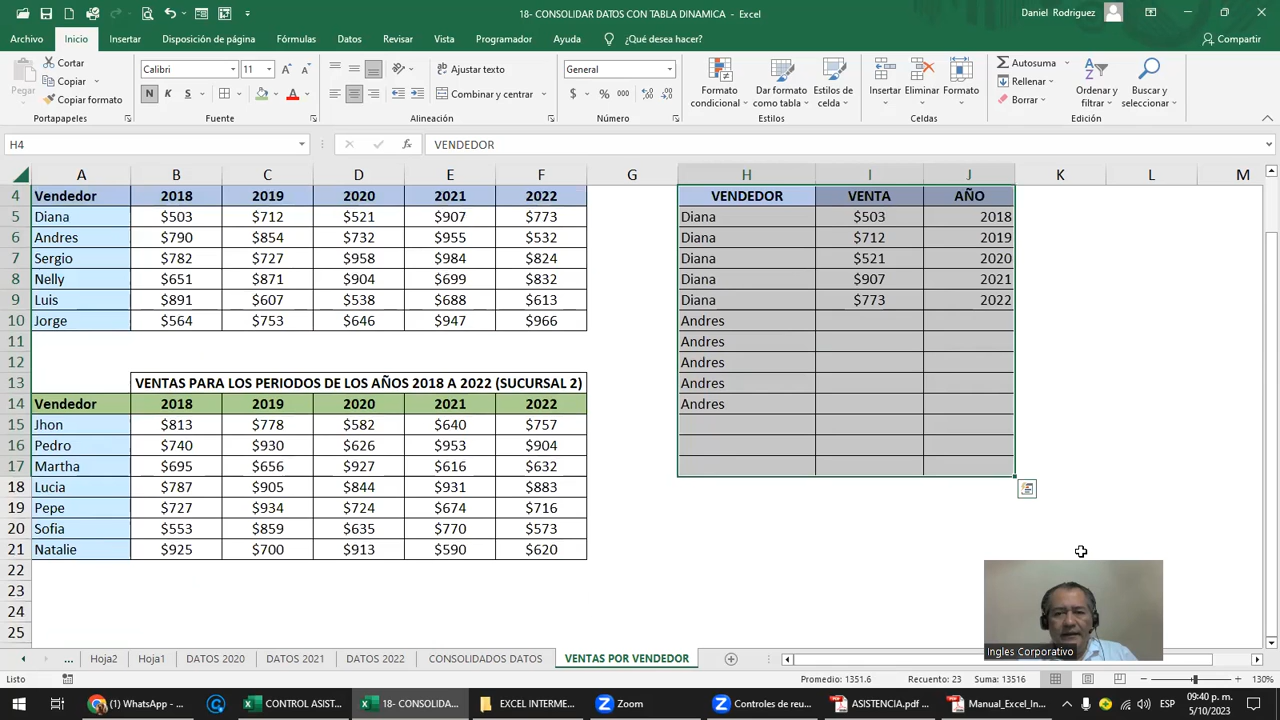 18- CONSOLIDAR DATOS CON TABLA DINAMICA - Excel
Daniel Rodriguez
Archivo Inicio Insertar Disposición de página Fórmulas Datos Revisar Vista Programador Ayuda ¿Qué desea hacer? Compartir
Pegar
Cortar
Copiar
Copiar formato
Portapapeles
Calibri 11
N K S
Fuente
Ajustar texto
Combinar y centrar
Alineación
General
$ % 000
Número
Formato condicional
Dar formato como tabla
Estilos de celda
Estilos
Insertar Eliminar Formato
Celdas
Autosuma
Rellenar
Borrar
Ordenar y filtrar
Buscar y seleccionar
Edición
H4 fx VENDEDOR
A B C D E F G H I J K L M
4 Vendedor 2018 2019 2020 2021 2022 VENDEDOR VENTA AÑO
5 Diana $503 $712 $521 $907 $773 Diana $503 2018
6 Andres $790 $854 $732 $955 $532 Diana $712 2019
7 Sergio $782 $727 $958 $984 $824 Diana $521 2020
8 Nelly $651 $871 $904 $699 $832 Diana $907 2021
9 Luis $891 $607 $538 $688 $613 Diana $773 2022
10 Jorge $564 $753 $646 $947 $966 Andres
11 Andres
12 Andres
13 VENTAS PARA LOS PERIODOS DE LOS AÑOS 2018 A 2022 (SUCURSAL 2) Andres
14 Vendedor 2018 2019 2020 2021 2022 Andres
15 Jhon $813 $778 $582 $640 $757
16 Pedro $740 $930 $626 $953 $904
17 Martha $695 $656 $927 $616 $632
18 Lucia $787 $905 $844 $931 $883
19 Pepe $727 $934 $724 $674 $716
20 Sofia $553 $859 $635 $770 $573
21 Natalie $925 $700 $913 $590 $620
22
23
24
25
Ingles Corporativo
... Hoja2 Hoja1 DATOS 2020 DATOS 2021 DATOS 2022 CONSOLIDADOS DATOS VENTAS POR VENDEDOR
Listo Promedio: 1351.6 Recuento: 23 Suma: 13516 130%
(1) WhatsApp - ... CONTROL ASIST... 18- CONSOLIDA... EXCEL INTERME... Zoom Controles de reu... ASISTENCIA.pdf ... Manual_Excel_In... ESP 09:40 p. m.
5/10/2023